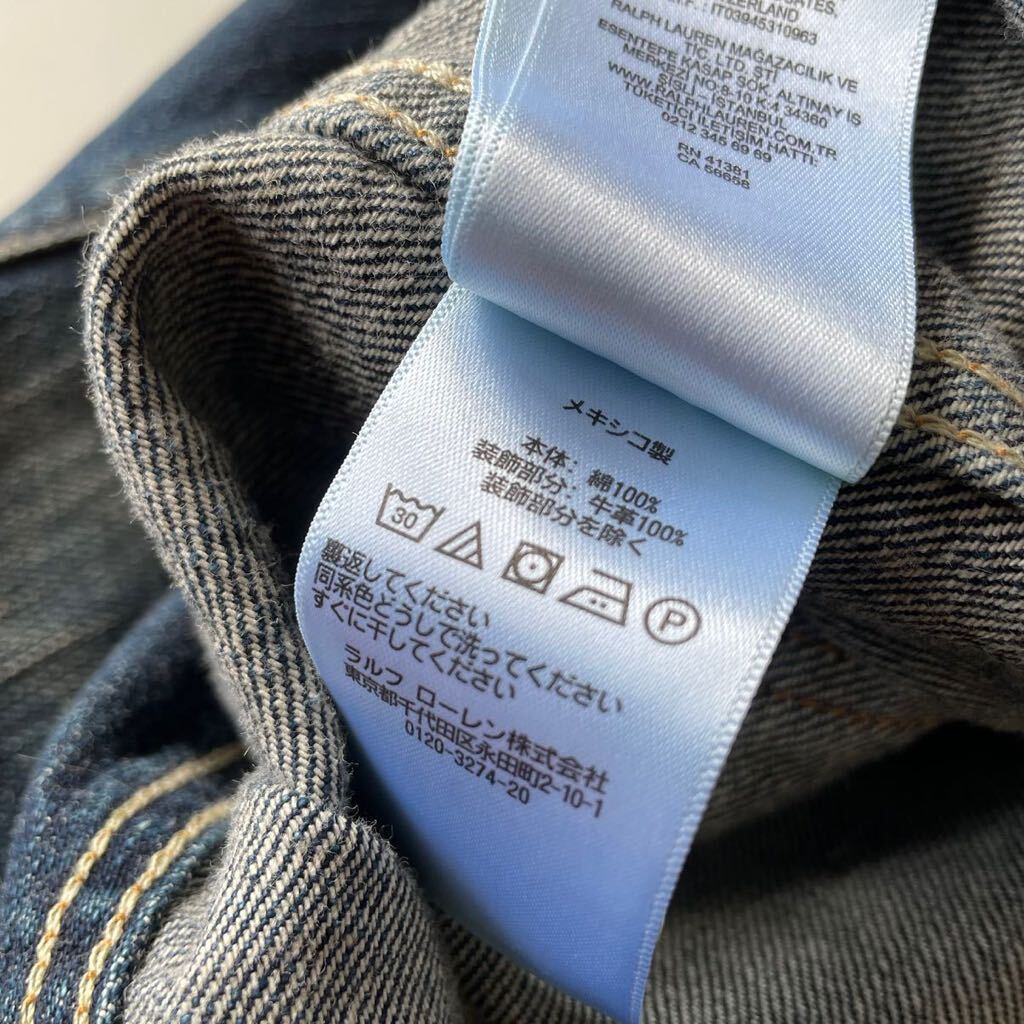 ZERLAND
F.: IT03945310963
RALPH LAUREN MAĞAZACILIK VE
TİC. LTD. STİ
ESENTEPE KASAP SOK. ALTINAY IS
MERKEZI NO:8-10 K:4 34360
SISLI - ISTANBUL
WWW.RALPHLAUREN.COM.TR
TÜKETİCİ İLETİŞİM HATTI:
0212 345 69 69
RN 41381
CA 56658
メキシコ製
本体: 綿100%
装飾部分: 牛革100%
装飾部分を除く
30
P
裏返してください
同系色どうしで洗ってください
すぐに干してください
ラルフ ローレン株式会社
東京都千代田区永田町2-10-1
0120-3274-20